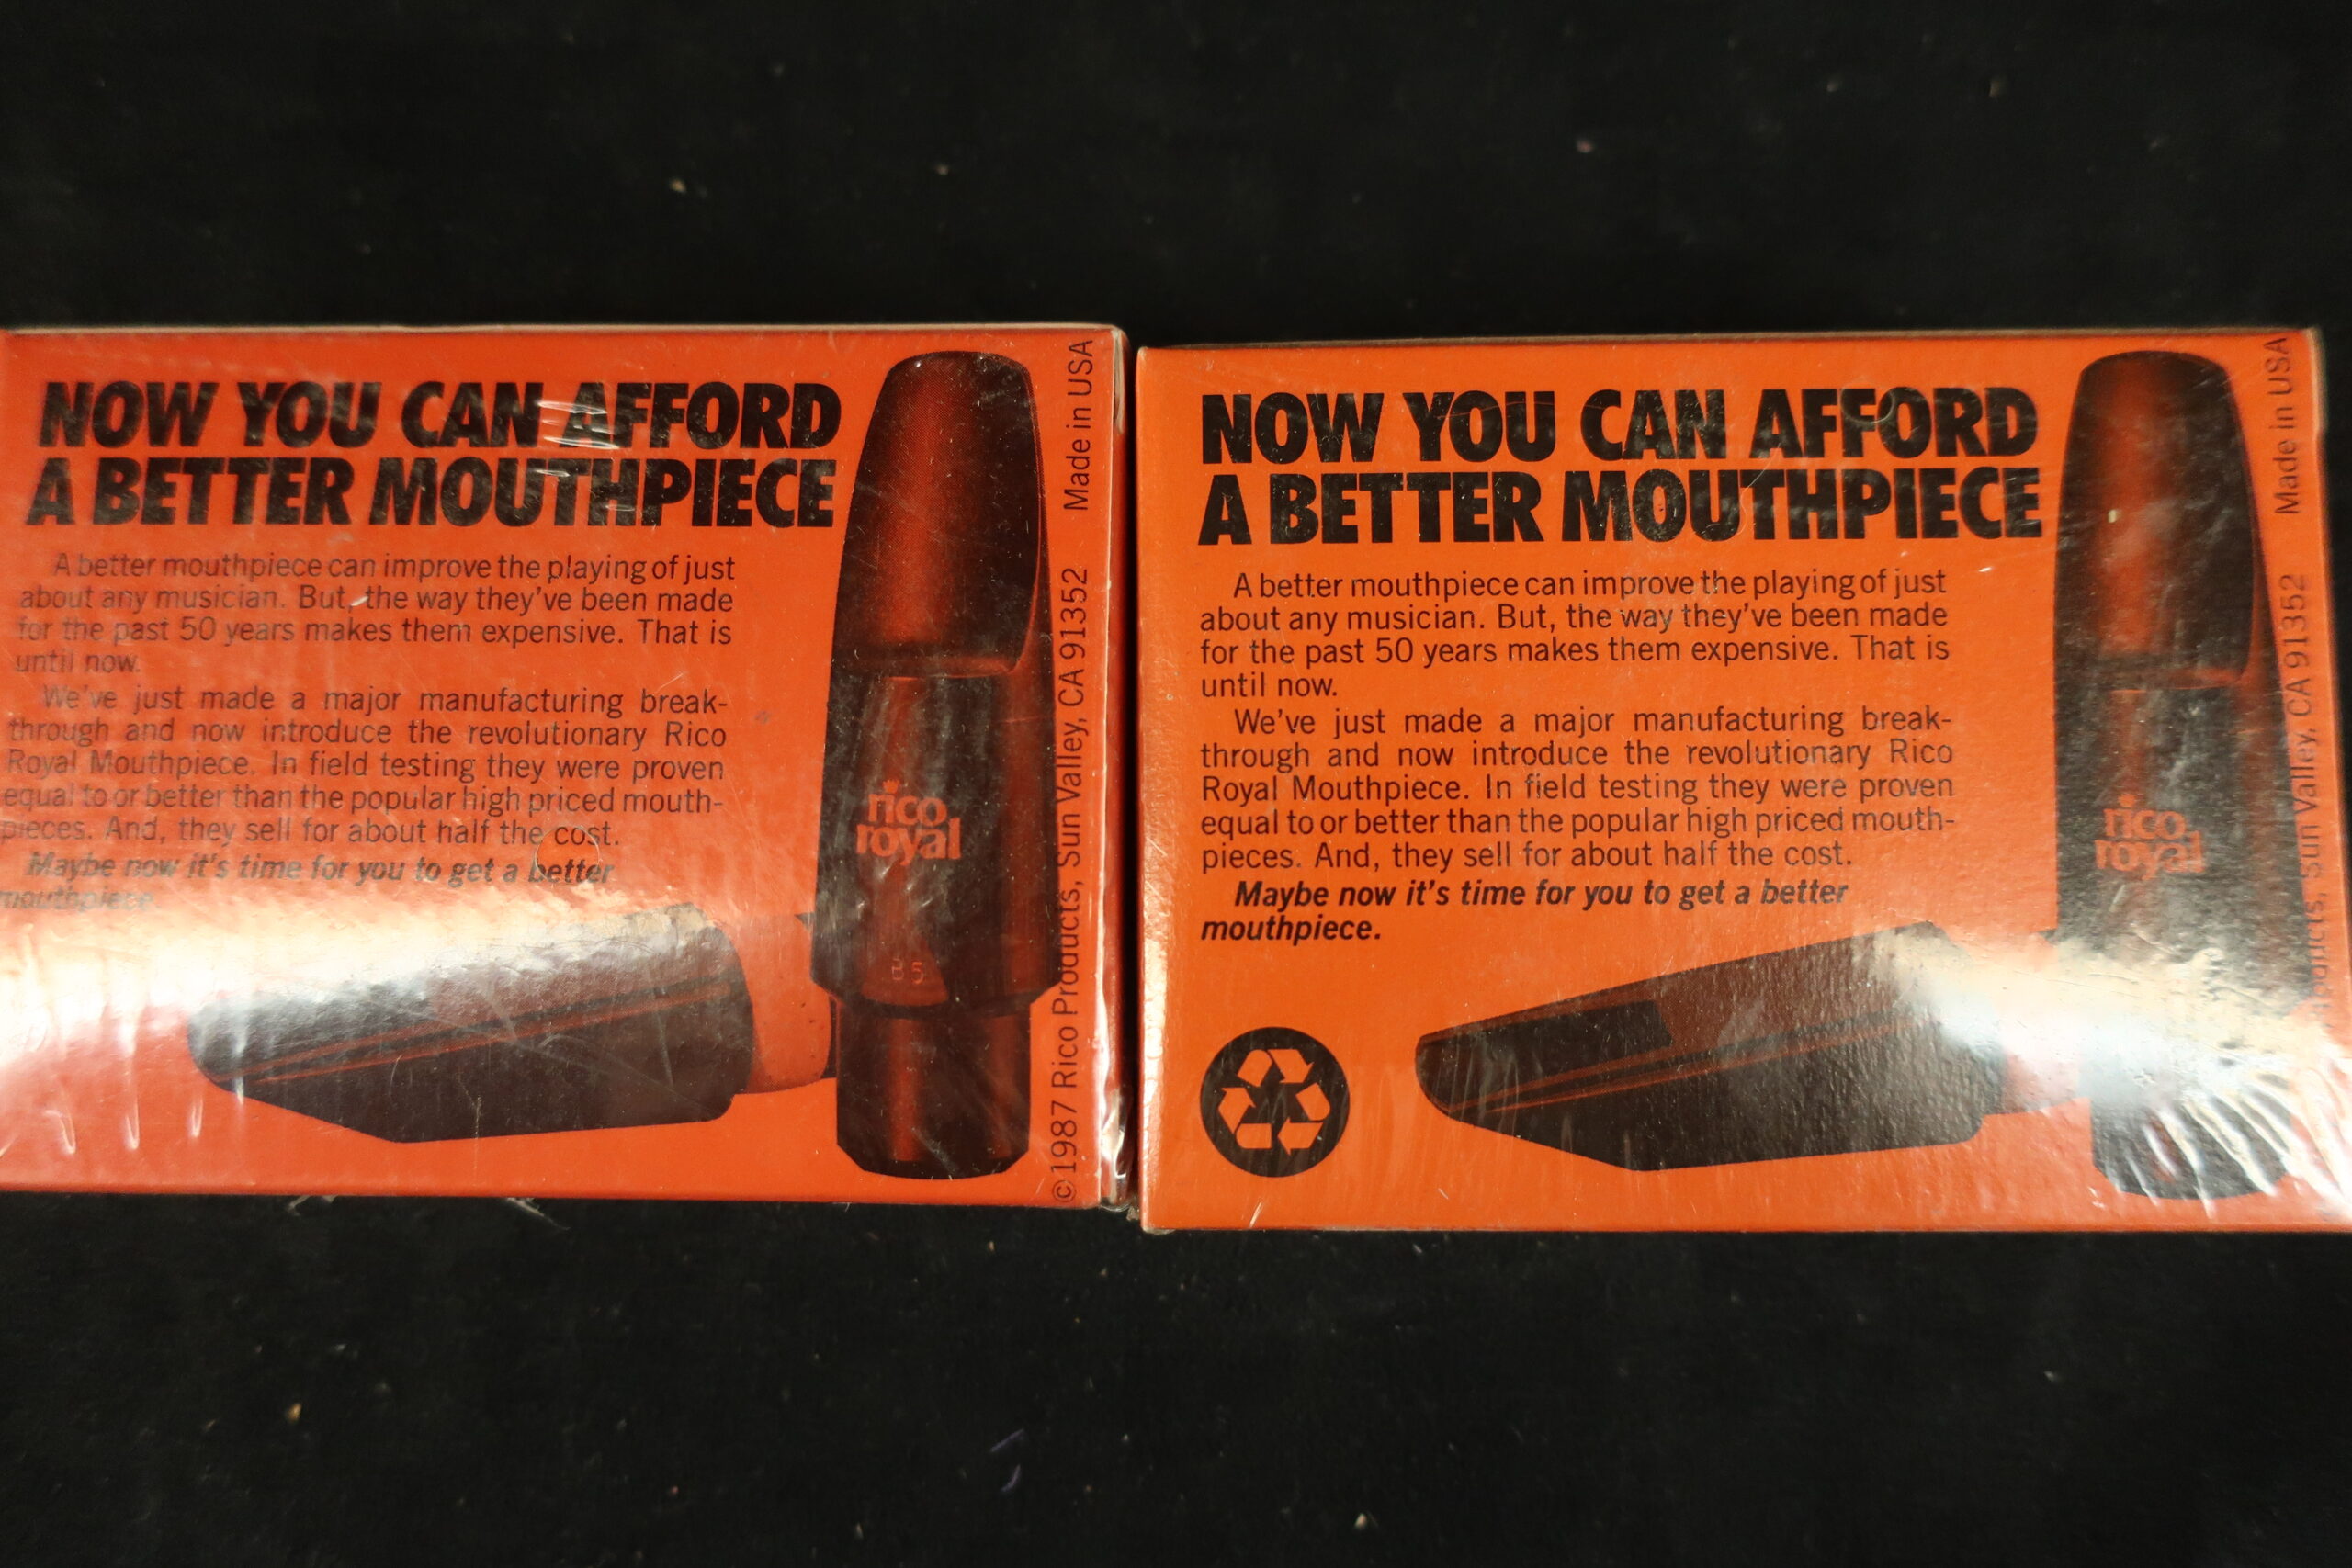 NOW YOU CAN AFFORD
A BETTER MOUTHPIECE
A better mouthpiece can improve the playing of just
about any musician. But, the way they've been made
for the past 50 years makes them expensive. That is
until now.
We've just made a major manufacturing break-
through and now introduce the revolutionary Rico
Royal Mouthpiece. In field testing they were proven
equal to or better than the popular high priced mouth-
pieces. And, they sell for about half the cost.
Maybe now it's time for you to get a better
mouthpiece
rico
royal
B5
©1987 Rico Products, Sun Valley, CA 91352 Made in USA
NOW YOU CAN AFFORD
A BETTER MOUTHPIECE
A better mouthpiece can improve the playing of just
about any musician. But, the way they've been made
for the past 50 years makes them expensive. That is
until now.
We've just made a major manufacturing break-
through and now introduce the revolutionary Rico
Royal Mouthpiece. In field testing they were proven
equal to or better than the popular high priced mouth-
pieces. And, they sell for about half the cost.
Maybe now it's time for you to get a better
mouthpiece.
rico
royal
Sun Valley, CA 91352 Made in USA